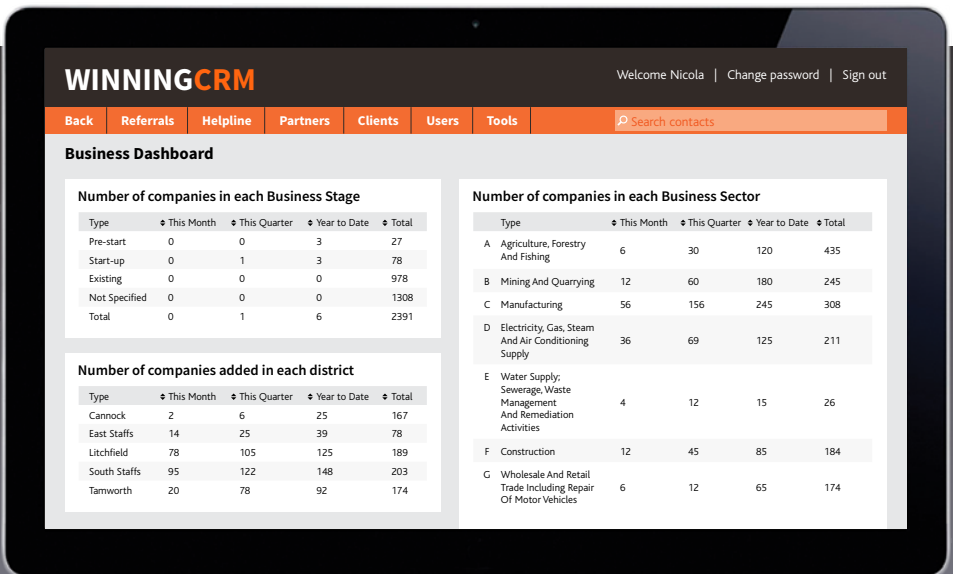 WINNINGCRM
Welcome Nicola | Change password | Sign out
Back Referrals Helpline Partners Clients Users Tools
Search contacts
Business Dashboard
Number of companies in each Business Stage
Type This Month This Quarter Year to Date Total
Pre-start 0 0 3 27
Start-up 0 1 3 78
Existing 0 0 0 978
Not Specified 0 0 0 1308
Total 0 1 6 2391
Number of companies added in each district
Type This Month This Quarter Year to Date Total
Cannock 2 6 25 167
East Staffs 14 25 39 78
Litchfield 78 105 125 189
South Staffs 95 122 148 203
Tamworth 20 78 92 174
Number of companies in each Business Sector
Type This Month This Quarter Year to Date Total
A Agriculture, Forestry
And Fishing 6 30 120 435
B Mining And Quarrying 12 60 180 245
C Manufacturing 56 156 245 308
D Electricity, Gas, Steam
And Air Conditioning 36 69 125 211
Supply
E Water Supply;
Sewerage, Waste
Management 4 12 15 26
And Remediation
Activities
F Construction 12 45 85 184
G Wholesale And Retail
Trade Including Repair 6 12 65 174
Of Motor Vehicles